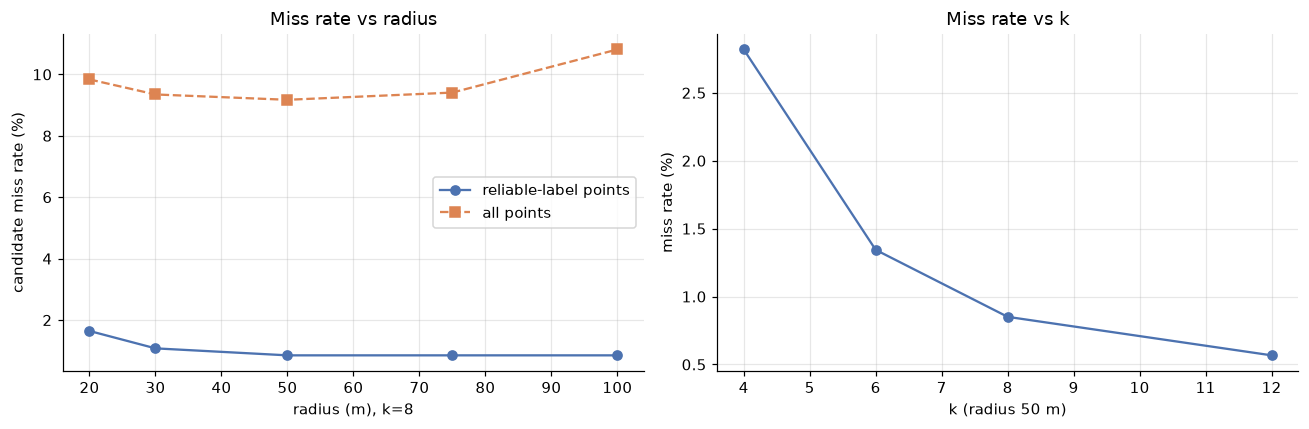 Miss rate vs radius
candidate miss rate (%)
10
8
6
4
2
reliable-label points
all points
20 30 40 50 60 70 80 90 100
radius (m), k=8
Miss rate vs k
miss rate (%)
2.5
2.0
1.5
1.0
0.5
4 5 6 7 8 9 10 11 12
k (radius 50 m)